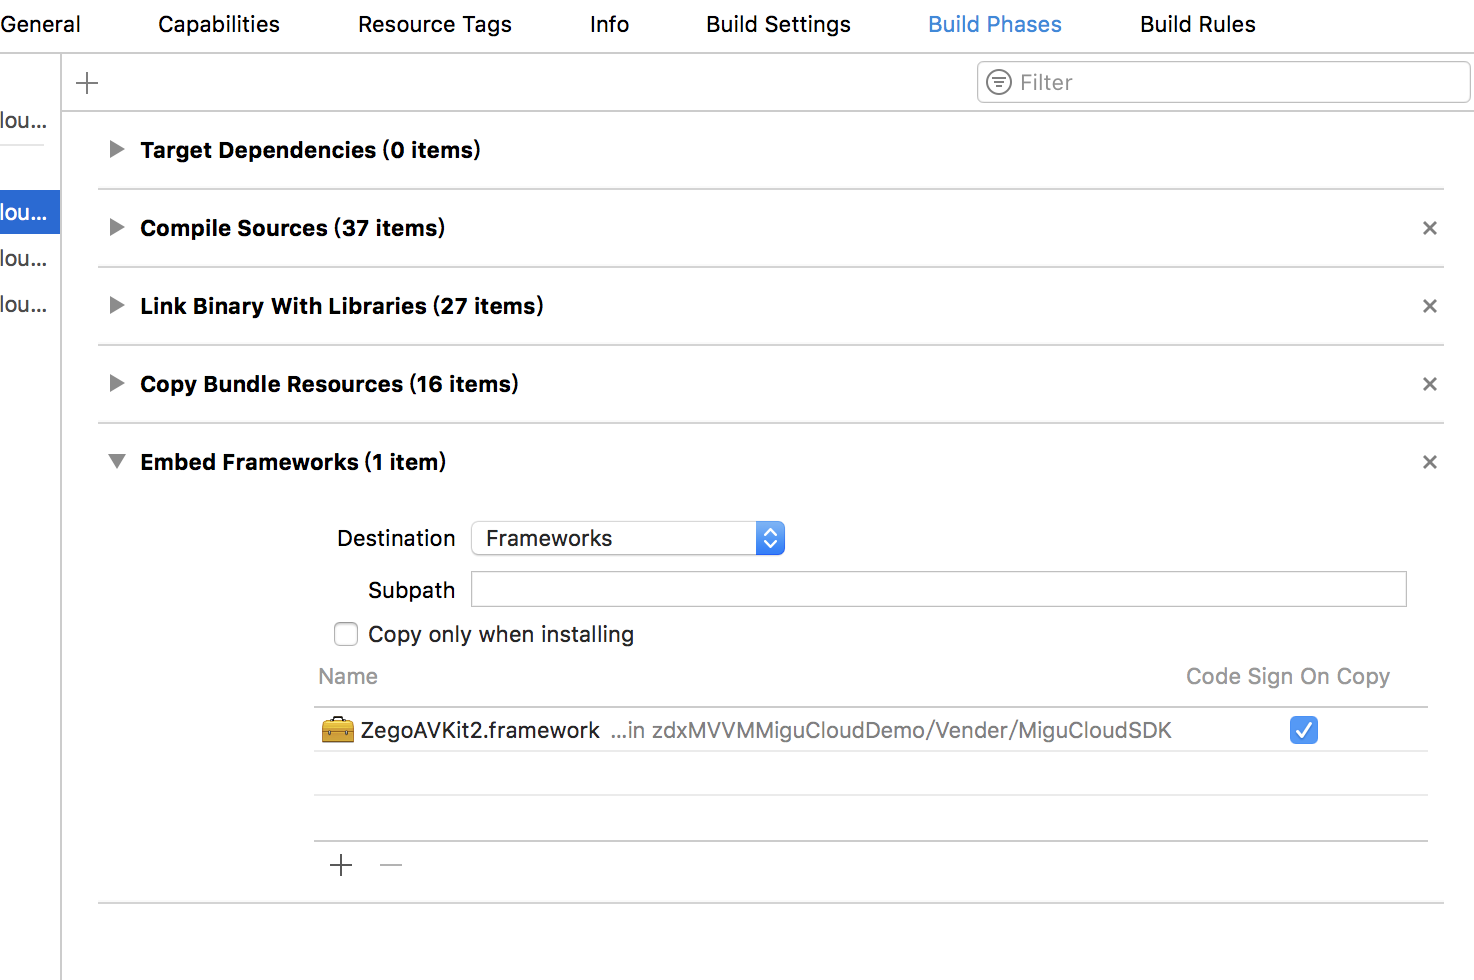 General Capabilities Resource Tags Info Build Settings Build Phases Build Rules
Filter
lou...
Target Dependencies (0 items)
lou...
Compile Sources (37 items)
lou...
lou...
Link Binary With Libraries (27 items)
Copy Bundle Resources (16 items)
Embed Frameworks (1 item)
Destination Frameworks
Subpath
Copy only when installing
Name Code Sign On Copy
ZegoAVKit2.framework ...in zdxMVVMMiguCloudDemo/Vender/MiguCloudSDK